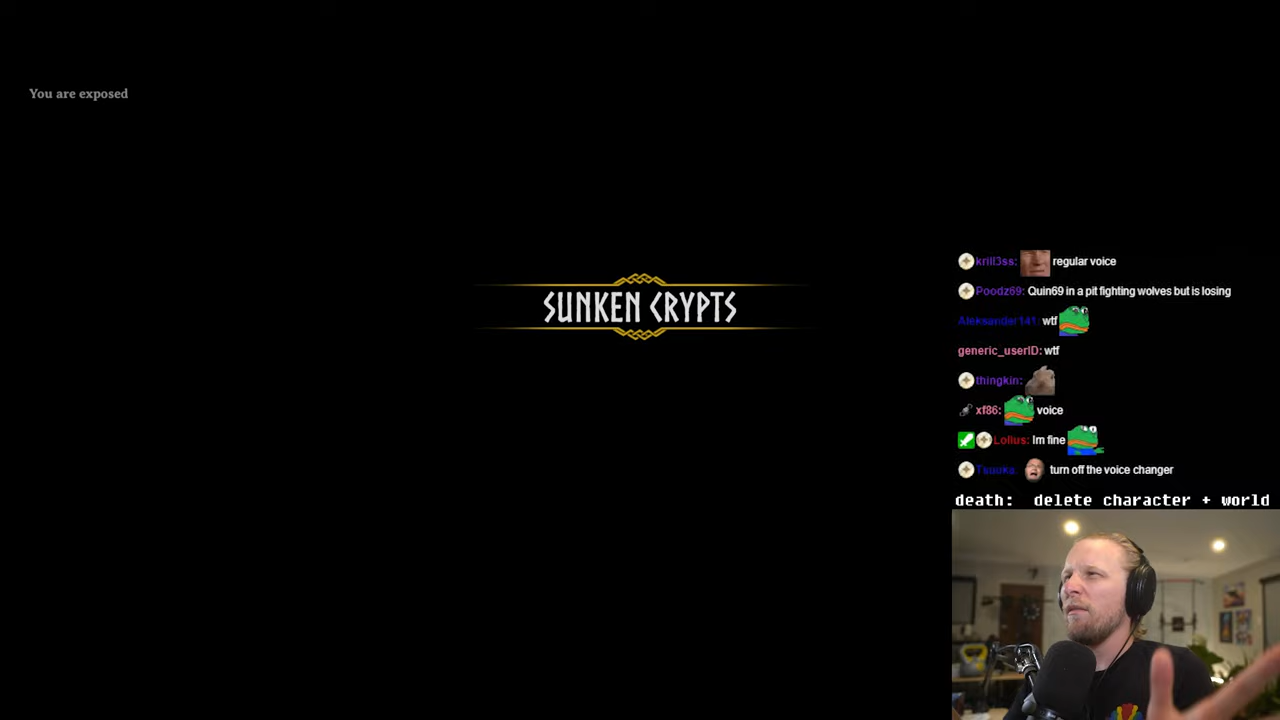 You are exposed
SUNKEN CRYPTS
krill3ss: regular voice
Poodz69: Quin69 in a pit fighting wolves but is losing
Aleksander141: wtf
generic_userID: wtf
thingkin:
xf86: voice
Lolius: Im fine
turn off the voice changer
death: delete character + world